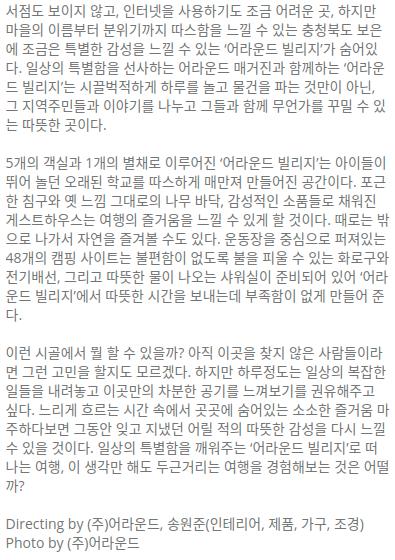 서점도 보이지 않고, 인터넷을 사용하기도 조금 어려운 곳, 하지만
마을의 이름부터 분위기까지 따스함을 느낄 수 있는 충청북도 보은
에 조금은 특별한 감성을 느낄 수 있는 ‘어라운드 빌리지’가 숨어있
다. 일상의 특별함을 선사하는 어라운드 매거진과 함께하는 ‘어라운
드 빌리지’는 시끌벅적하게 하루를 놀고 물건을 파는 것만이 아닌,
그 지역주민들과 이야기를 나누고 그들과 함께 무언가를 꾸밀 수 있
는 따뜻한 곳이다.
5개의 객실과 1개의 별채로 이루어진 ‘어라운드 빌리지’는 아이들이
뛰어 놀던 오래된 학교를 따스하게 매만져 만들어진 공간이다. 포근
한 침구와 옛 느낌 그대로의 나무 바닥, 감성적인 소품들로 채워진
게스트하우스는 여행의 즐거움을 느낄 수 있게 할 것이다. 때로는 밖
으로 나가서 자연을 즐겨볼 수도 있다. 운동장을 중심으로 퍼져있는
48개의 캠핑 사이트는 불편함이 없도록 불을 피울 수 있는 화로구와
전기배선, 그리고 따뜻한 물이 나오는 샤워실이 준비되어 있어 ‘어라
운드 빌리지’에서 따뜻한 시간을 보내는데 부족함이 없게 만들어 준
다.
이런 시골에서 뭘 할 수 있을까? 아직 이곳을 찾지 않은 사람들이라
면 그런 고민을 할지도 모르겠다. 하지만 하루정도는 일상의 복잡한
일들을 내려놓고 이곳만의 차분한 공기를 느껴보기를 권유해주고
싶다. 느리게 흐르는 시간 속에서 곳곳에 숨어있는 소소한 즐거움 마
주하다보면 그동안 잊고 지냈던 어릴 적의 따뜻한 감성을 다시 느낄
수 있을 것이다. 일상의 특별함을 깨워주는 ‘어라운드 빌리지’로 떠
나는 여행, 이 생각만 해도 두근거리는 여행을 경험해보는 것은 어떨
까?
Directing by (주)어라운드, 송원준(인테리어, 제품, 가구, 조경)
Photo by (주)어라운드